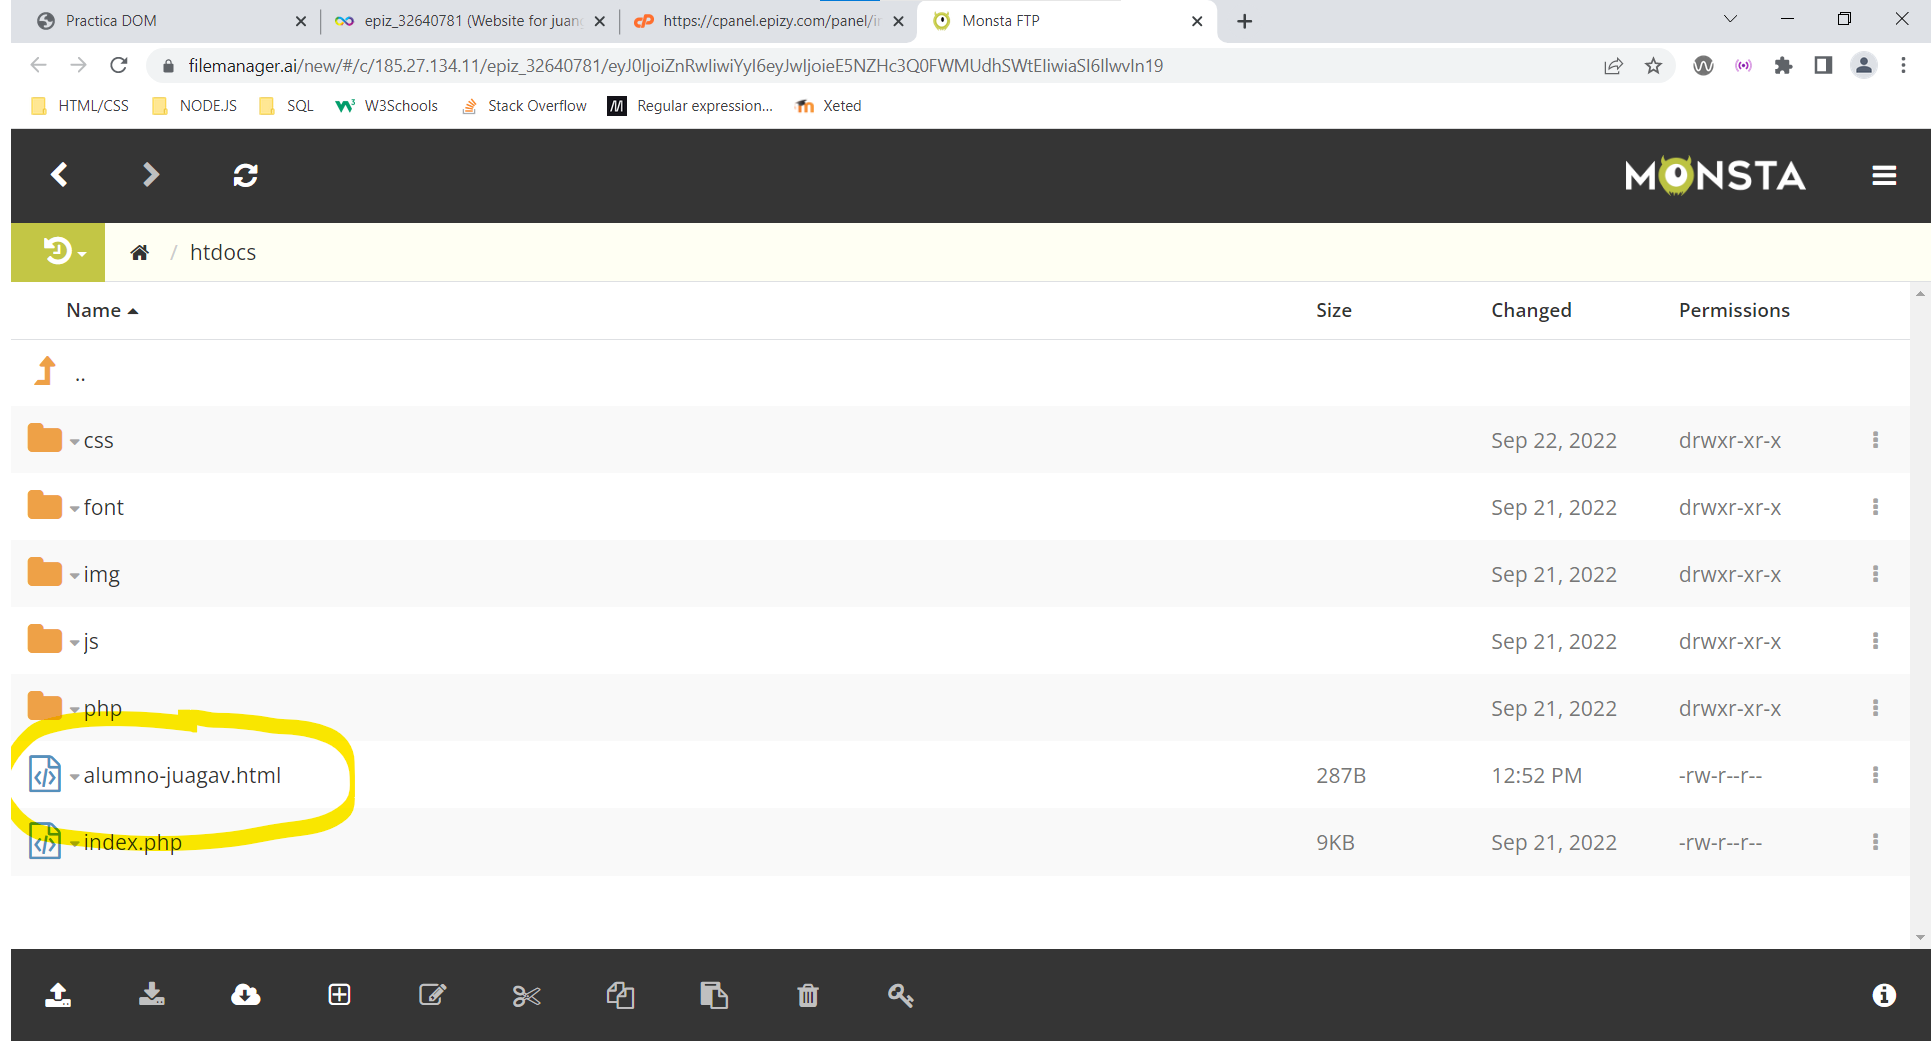 Practica DOM
epiz_32640781 (Website for juan
https://cpanel.epizy.com/panel/in
Monsta FTP
filemanager.ai/new/#/c/185.27.134.11/epiz_32640781/eyJ0IjoiZnRwIiwiYyI6eyJwIjoieE5NZHc3Q0FWMUdhSWtEIiwiaSI6IlwvIn19
HTML/CSS NODE.JS SQL W3Schools Stack Overflow Regular expression... Xeted
MONSTA
/ htdocs
Name Size Changed Permissions
..
css Sep 22, 2022 drwxr-xr-x
font Sep 21, 2022 drwxr-xr-x
img Sep 21, 2022 drwxr-xr-x
js Sep 21, 2022 drwxr-xr-x
php Sep 21, 2022 drwxr-xr-x
alumno-juagav.html 287B 12:52 PM -rw-r--r--
index.php 9KB Sep 21, 2022 -rw-r--r--